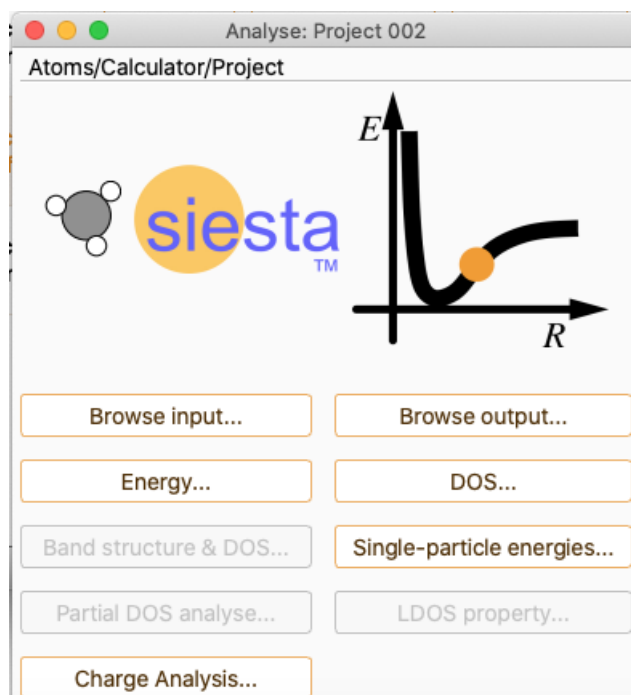 Analyse: Project 002
Atoms/Calculator/Project
E
siesta
TM
R
Browse input...
Browse output...
Energy...
DOS...
Band structure & DOS...
Single-particle energies...
Partial DOS analyse...
LDOS property...
Charge Analysis...